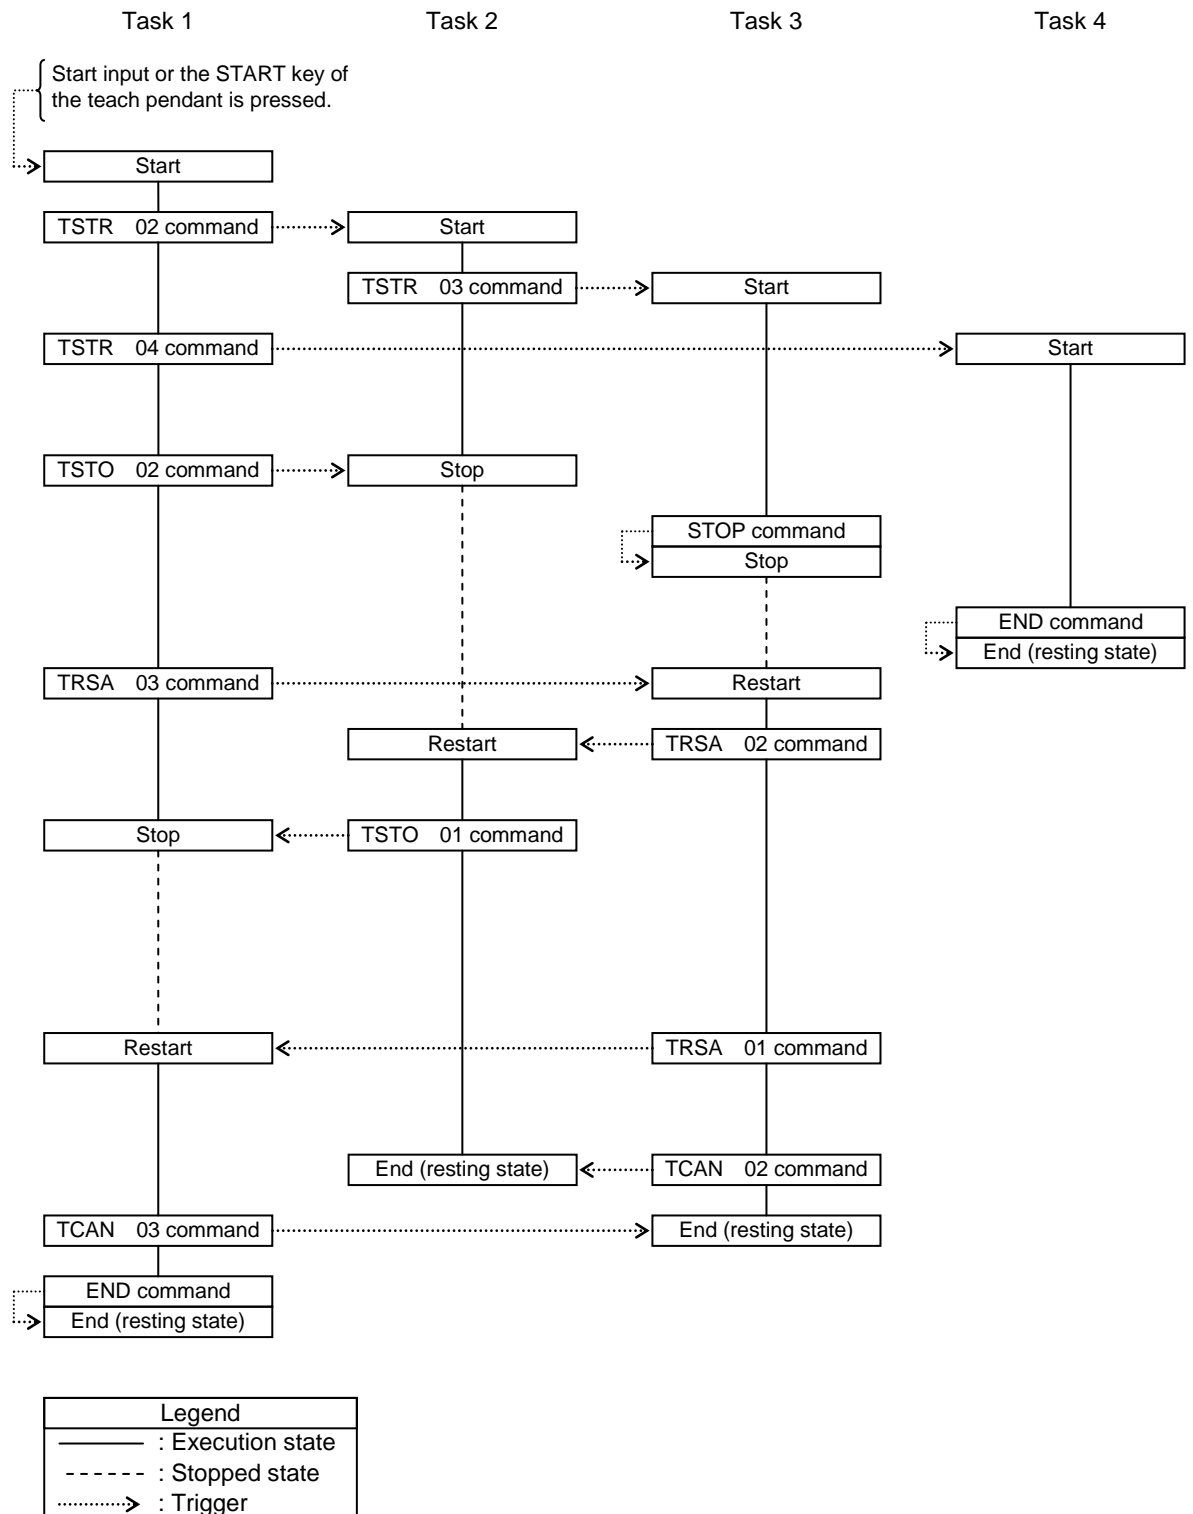 Task 1 Task 2 Task 3 Task 4
Start input or the START key of
the teach pendant is pressed.
Start
TSTR 02 command Start
TSTR 03 command Start
TSTR 04 command Start
TSTO 02 command Stop
STOP command
Stop
END command
End (resting state)
TRSA 03 command Restart
Restart TRSA 02 command
Stop TSTO 01 command
Restart TRSA 01 command
End (resting state) TCAN 02 command
TCAN 03 command End (resting state)
END command
End (resting state)
Legend
: Execution state
: Stopped state
: Trigger